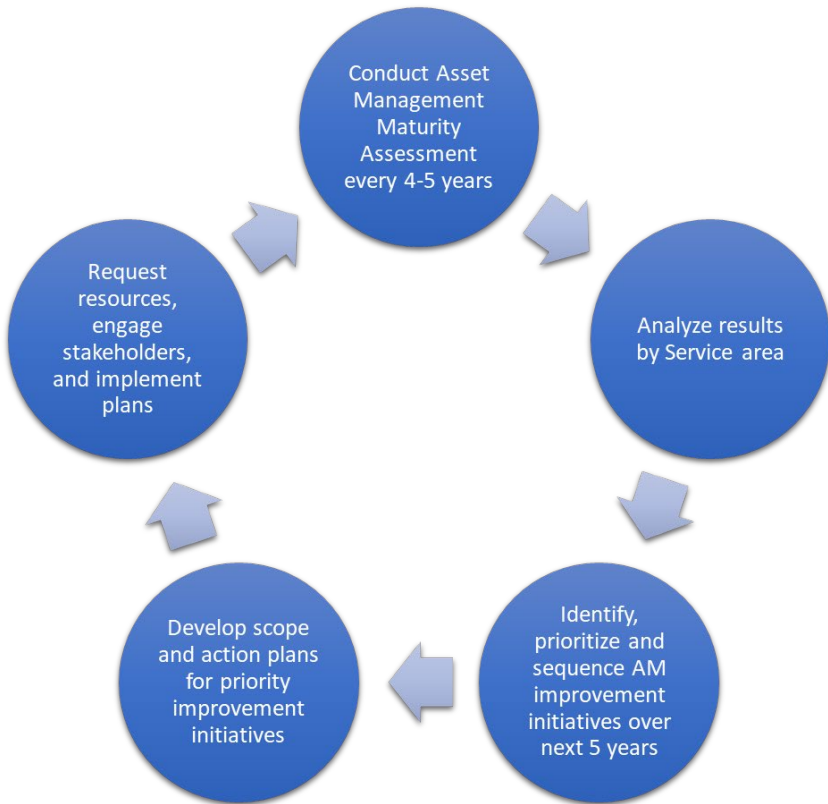 Conduct Asset
Management
Maturity
Assessment
every 4-5 years
Analyze results
by Service area
Identify,
prioritize and
sequence AM
improvement
initiatives over
next 5 years
Develop scope
and action plans
for priority
improvement
initiatives
Request
resources,
engage
stakeholders,
and implement
plans